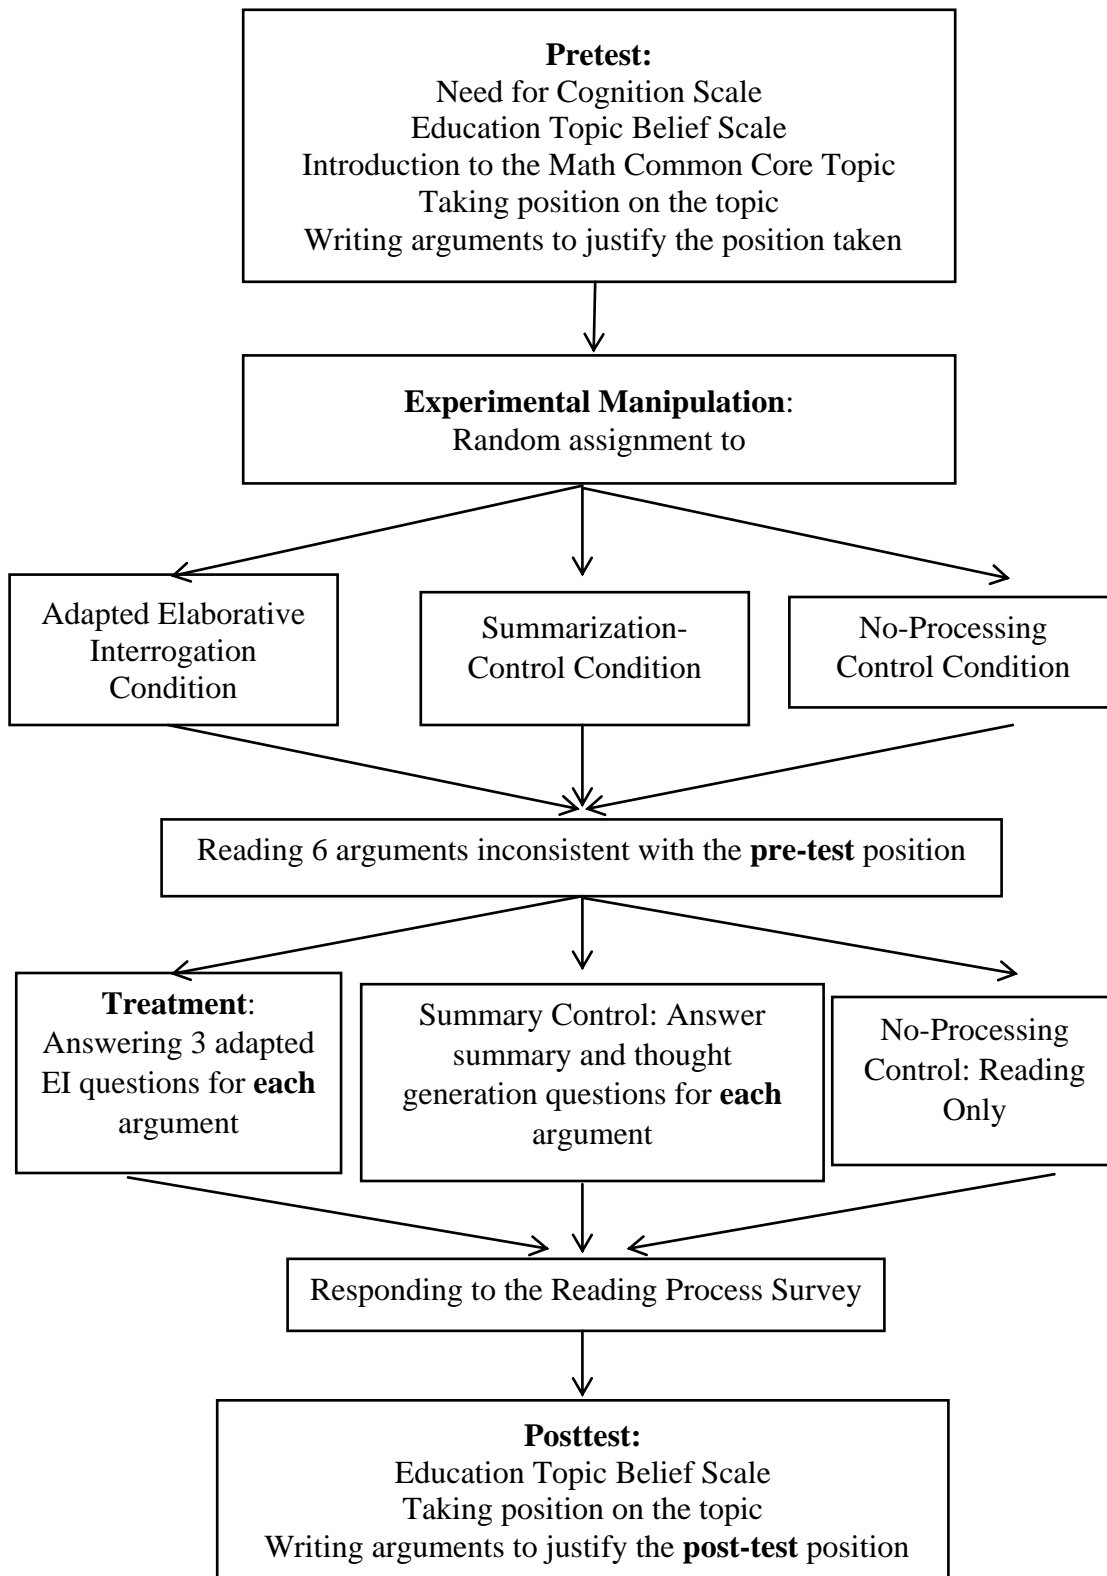 Pretest:
Need for Cognition Scale
Education Topic Belief Scale
Introduction to the Math Common Core Topic
Taking position on the topic
Writing arguments to justify the position taken
Experimental Manipulation:
Random assignment to
Adapted Elaborative
Interrogation
Condition
Summarization-
Control Condition
No-Processing
Control Condition
Reading 6 arguments inconsistent with the pre-test position
Treatment:
Answering 3 adapted
EI questions for each
argument
Summary Control: Answer
summary and thought
generation questions for each
argument
No-Processing
Control: Reading
Only
Responding to the Reading Process Survey
Posttest:
Education Topic Belief Scale
Taking position on the topic
Writing arguments to justify the post-test position